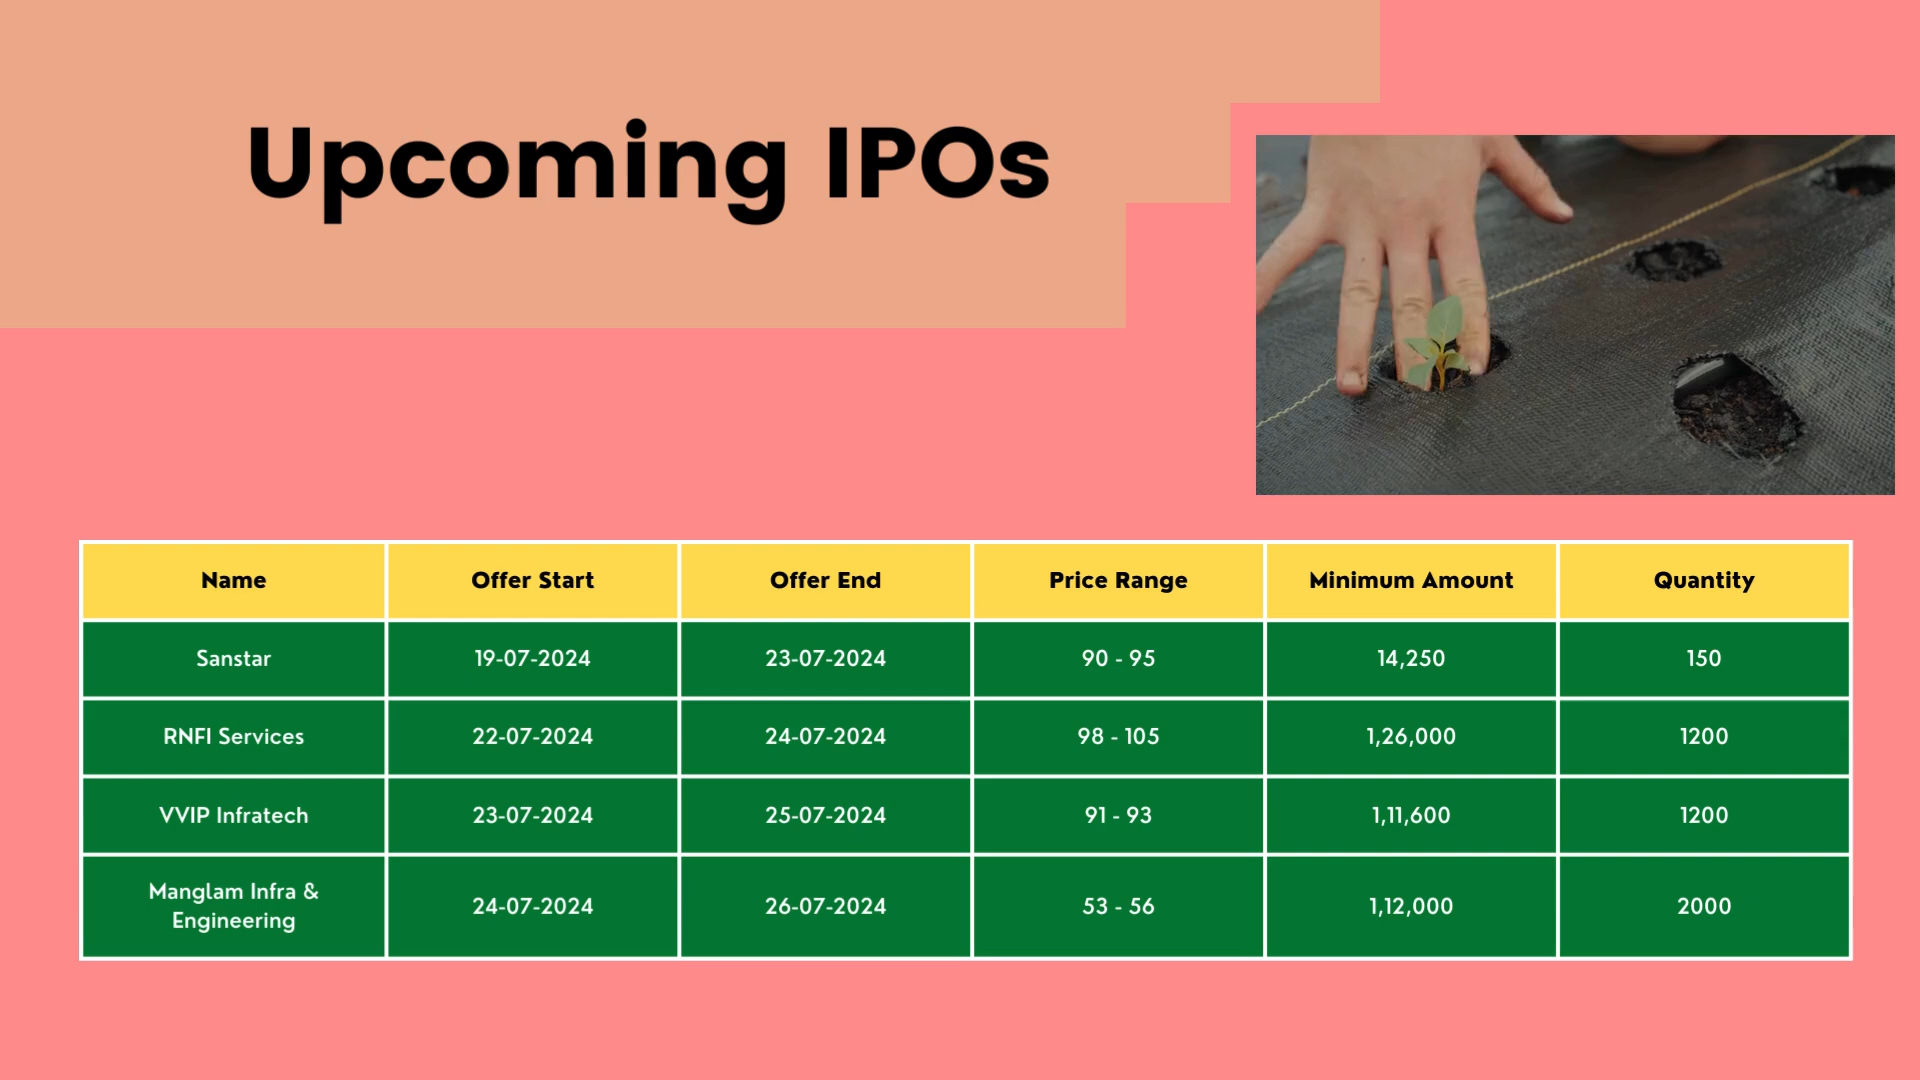 Upcoming IPOs
Name Offer Start Offer End Price Range Minimum Amount Quantity
Sanstar 19-07-2024 23-07-2024 90 - 95 14,250 150
RNFI Services 22-07-2024 24-07-2024 98 - 105 1,26,000 1200
VVIP Infratech 23-07-2024 25-07-2024 91 - 93 1,11,600 1200
Manglam Infra &
Engineering 24-07-2024 26-07-2024 53 - 56 1,12,000 2000